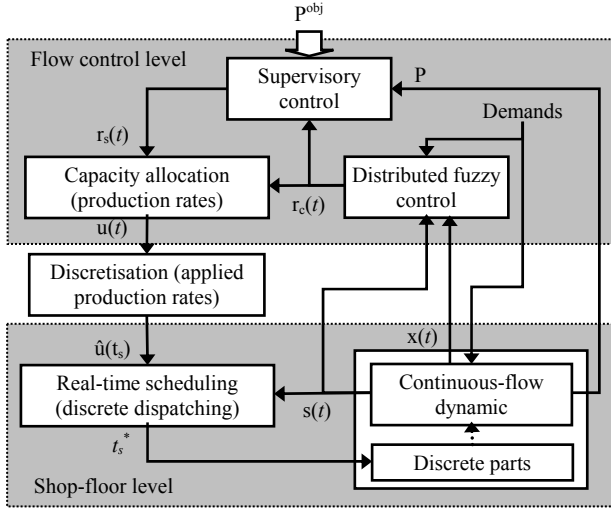 P^obj
Flow control level
Supervisory
control
P
Demands
r_s(t)
Capacity allocation
(production rates)
r_c(t)
Distributed fuzzy
control
u(t)
Discretisation (applied
production rates)
x(t)
û(t_s)
Real-time scheduling
(discrete dispatching)
s(t)
Continuous-flow
dynamic
t_s^*
Discrete parts
Shop-floor level